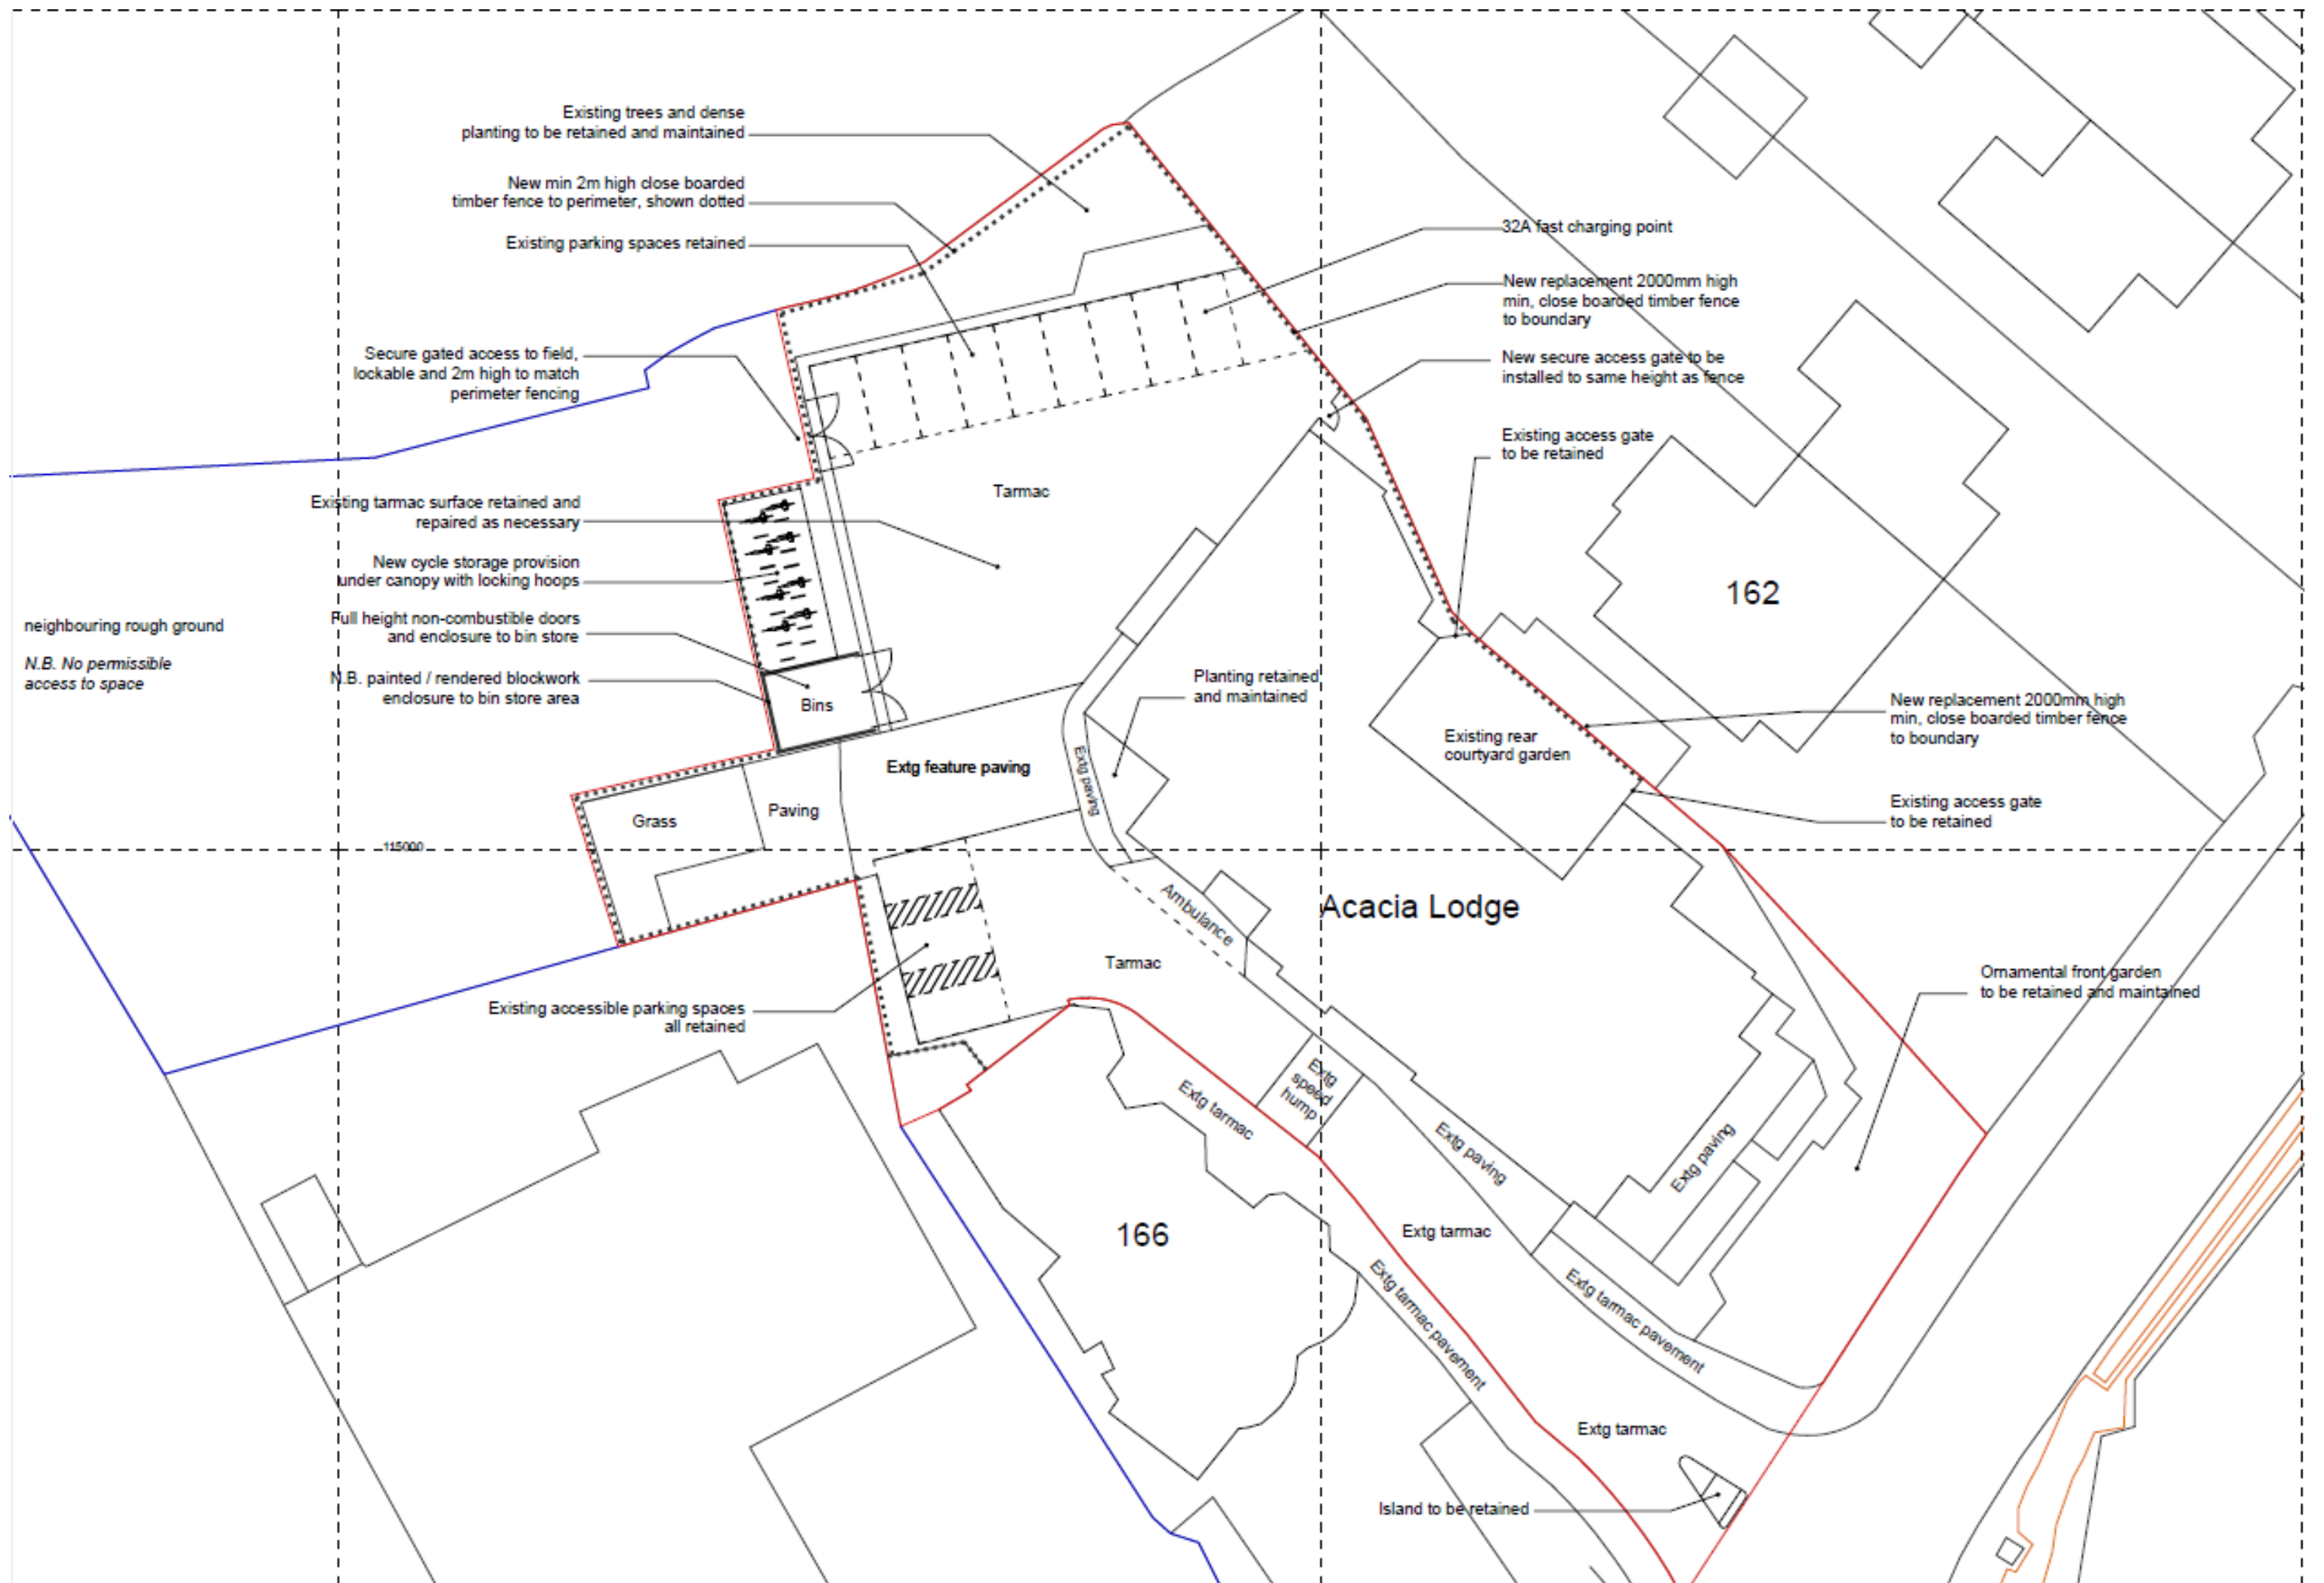 Existing trees and dense
planting to be retained and maintained
New min 2m high close boarded
timber fence to perimeter, shown dotted
Existing parking spaces retained
32A fast charging point
New replacement 2000mm high
min, close boarded timber fence
to boundary
Secure gated access to field,
lockable and 2m high to match
perimeter fencing
New secure access gate to be
installed to same height as fence
Existing access gate
to be retained
Tarmac
Existing tarmac surface retained and
repaired as necessary
New cycle storage provision
under canopy with locking hoops
162
neighbouring rough ground
N.B. No permissible
access to space
Full height non-combustible doors
and enclosure to bin store
N.B. painted / rendered blockwork
enclosure to bin store area
Bins
Planting retained
and maintained
New replacement 2000mm high
min, close boarded timber fence
to boundary
Existing rear
courtyard garden
Extg feature paving
Extg paving
Existing access gate
to be retained
Grass
Paving
115000
Ambulance
Acacia Lodge
Tarmac
Ornamental front garden
to be retained and maintained
Existing accessible parking spaces
all retained
Extg
speed
hump
Extg tarmac
Extg paving
Extg paving
166
Extg tarmac
Extg tarmac pavement
Extg tarmac pavement
Extg tarmac
Island to be retained